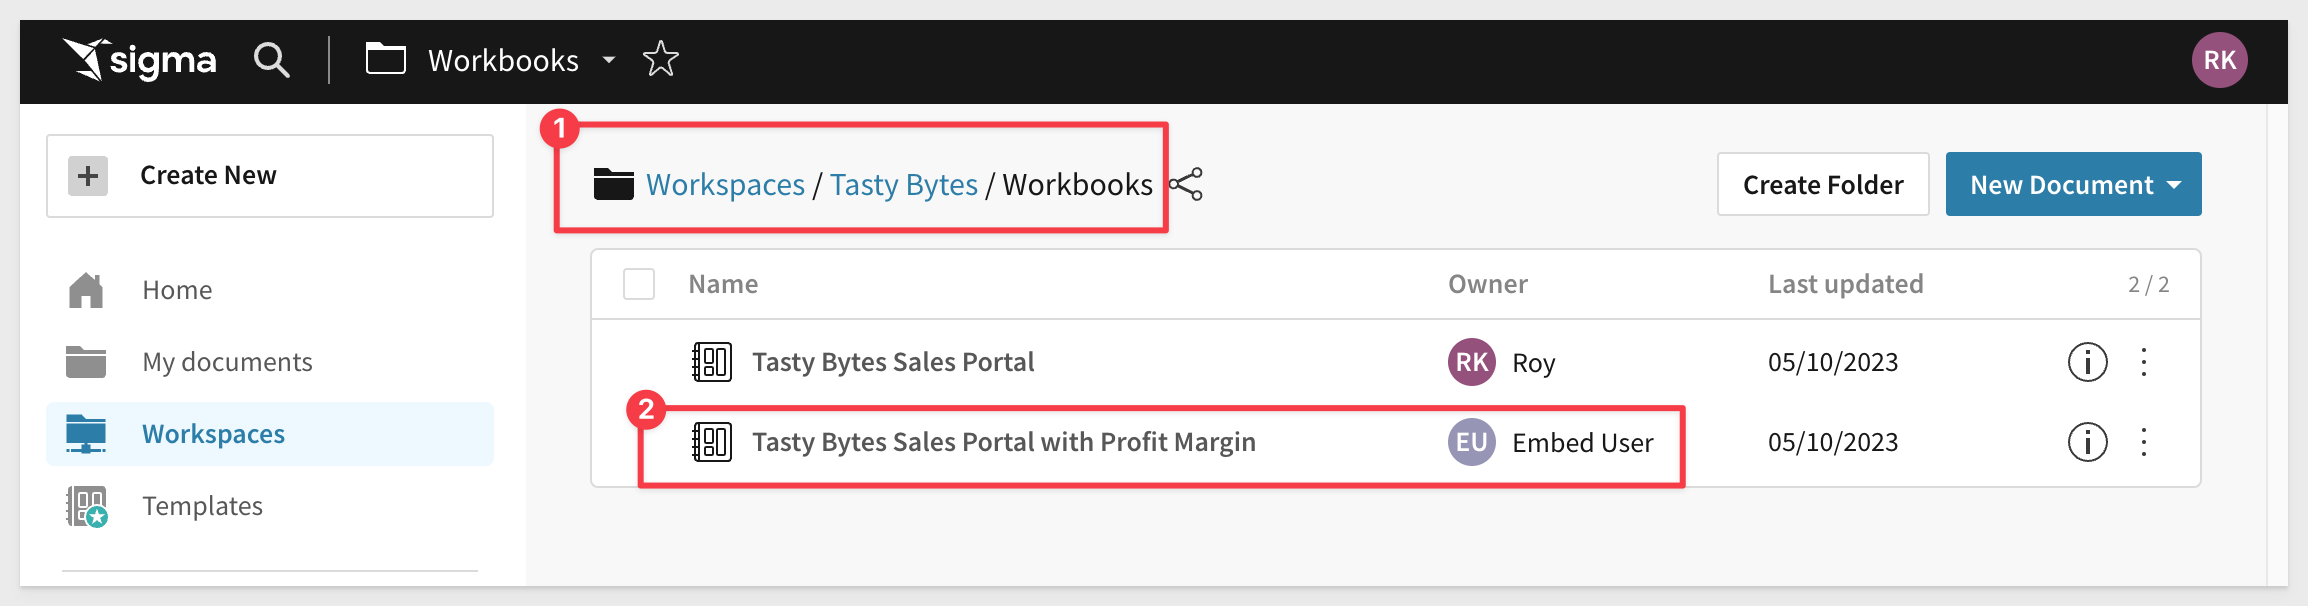 sigma Workbooks RK
1
Create New
Workspaces / Tasty Bytes / Workbooks
Create Folder
New Document
Home
My documents
Workspaces
Templates
Name Owner Last updated 2 / 2
Tasty Bytes Sales Portal RK Roy 05/10/2023
2
Tasty Bytes Sales Portal with Profit Margin EU Embed User 05/10/2023